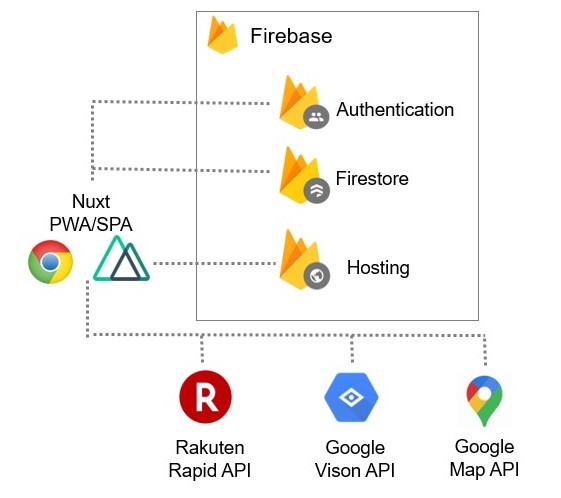 Firebase
Authentication
Firestore
Nuxt
PWA/SPA
Hosting
R
Rakuten
Rapid API
Google
Vison API
Google
Map API